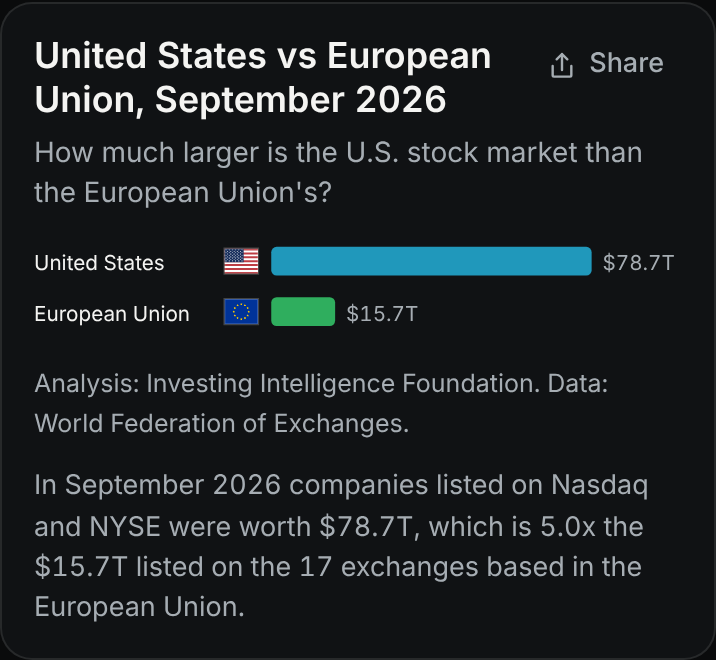 United States vs European
Union, September 2026
Share
How much larger is the U.S. stock market than
the European Union's?
United States $78.7T
European Union $15.7T
Analysis: Investing Intelligence Foundation. Data:
World Federation of Exchanges.
In September 2026 companies listed on Nasdaq
and NYSE were worth $78.7T, which is 5.0x the
$15.7T listed on the 17 exchanges based in the
European Union.